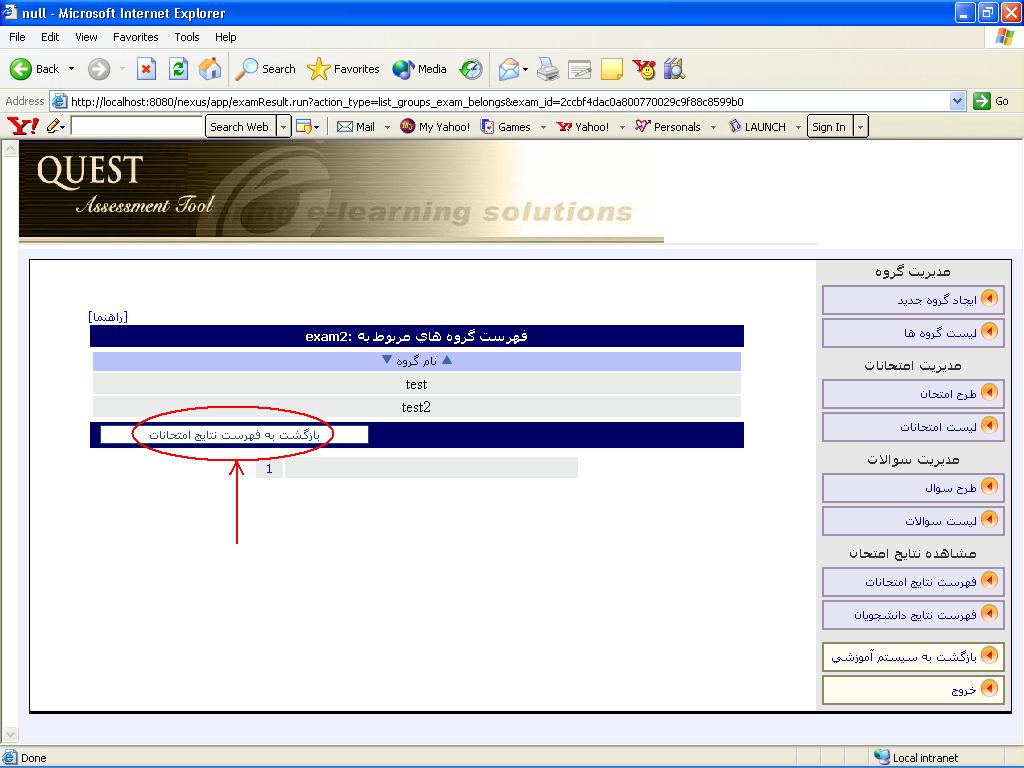 null - Microsoft Internet Explorer
File Edit View Favorites Tools Help
Back Search Favorites Media
Address http://localhost:8080/nexus/app/examResult.run?action_type=list_groups_exam_belongs&exam_id=2ccbf4dac0a800770029c9f88c8599b0 Go
Y! Search Web Mail My Yahoo! Games Yahoo! Personals LAUNCH Sign In
QUEST
Assessment Tool
e-learning solutions
مديريت گروه
ايجاد گروه جديد
ليست گروه ها
مديريت امتحانات
طرح امتحان
ليست امتحانات
مديريت سوالات
طرح سوال
ليست سوالات
مشاهده نتايج امتحان
فهرست نتايج امتحانات
فهرست نتايج دانشجويان
بازگشت به سيستم آموزشي
خروج
[راهنما]
فهرست گروه هاي مربوط به :exam2
▲ نام گروه ▼
test
test2
بازگشت به فهرست نتايج امتحانات
1
Done Local intranet